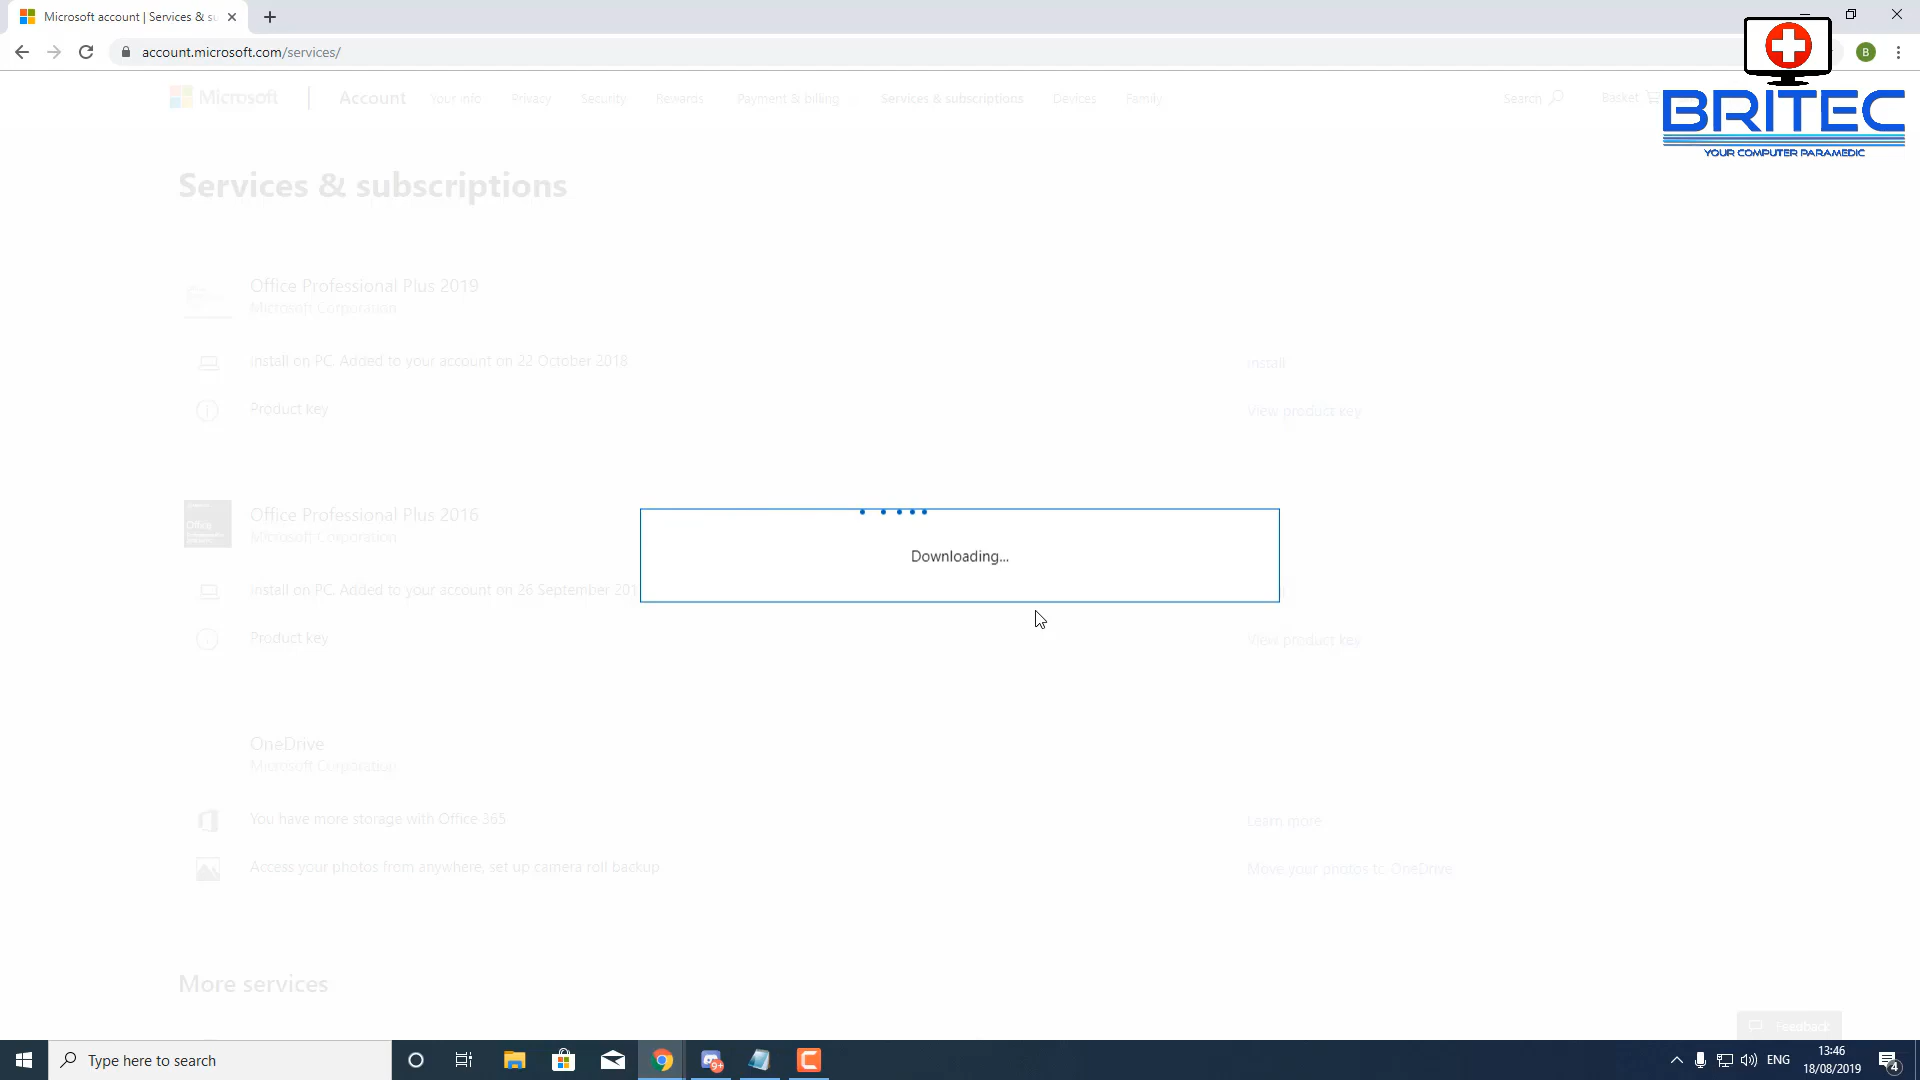 Microsoft account | Services & su
account.microsoft.com/services/
B
Microsoft | Account Your info Privacy Security Rewards Payment & billing Services & subscriptions Devices Family Search Basket
BRITEC
YOUR COMPUTER PARAMEDIC
Services & subscriptions
Office Professional Plus 2019
Microsoft Corporation
Install on PC. Added to your account on 22 October 2018 Install
Product key View product key
Office
Office Professional Plus 2016
Microsoft Corporation
Downloading...
Install on PC. Added to your account on 26 September 201
Product key View product key
OneDrive
Microsoft Corporation
You have more storage with Office 365 Learn more
Access your photos from anywhere, set up camera roll backup Move your photos to OneDrive
More services
Feedback
Type here to search 9+ C ENG 13:46
18/08/2019 4